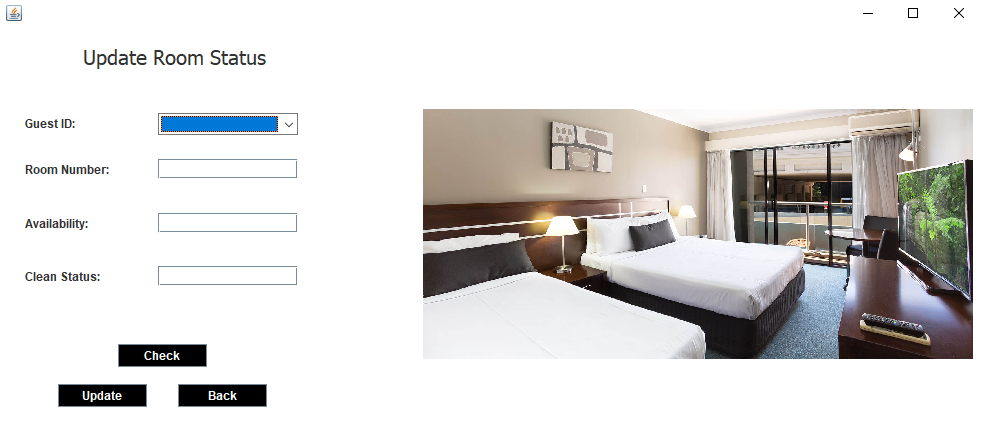 Update Room Status
Guest ID:
Room Number:
Availability:
Clean Status:
Check
Update Back